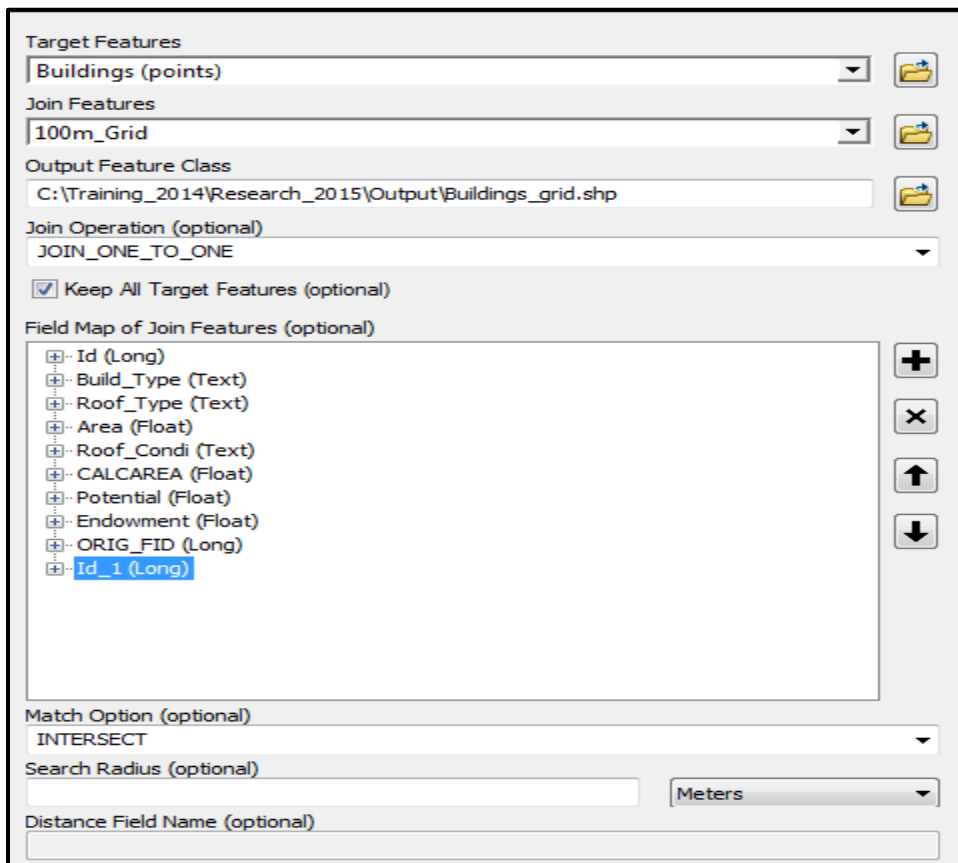 Target Features
Buildings (points)
Join Features
100m_Grid
Output Feature Class
C:\Training_2014\Research_2015\Output\Buildings_grid.shp
Join Operation (optional)
JOIN_ONE_TO_ONE
Keep All Target Features (optional)
Field Map of Join Features (optional)
Id (Long)
Build_Type (Text)
Roof_Type (Text)
Area (Float)
Roof_Condi (Text)
CALCAREA (Float)
Potential (Float)
Endowment (Float)
ORIG_FID (Long)
Id_1 (Long)
Match Option (optional)
INTERSECT
Search Radius (optional)
Meters
Distance Field Name (optional)